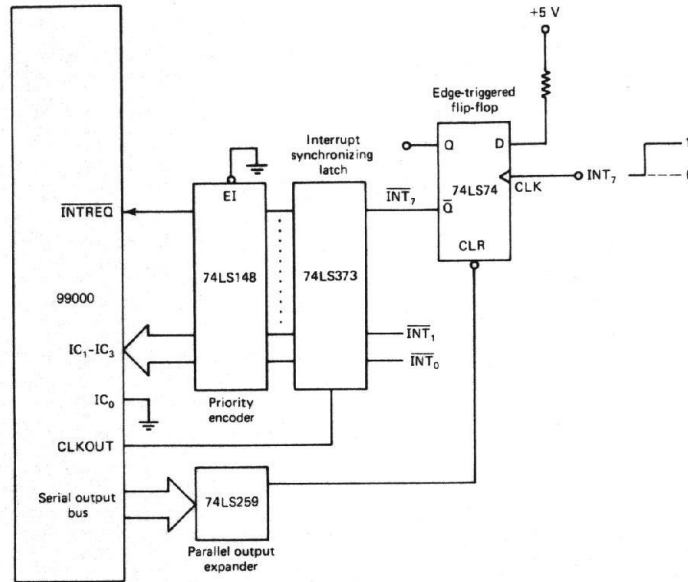 +5 V
Edge-triggered
flip-flop
Interrupt
synchronizing
latch
Q
D
1
EI
INT₇
INTREQ
INT₇
Q
74LS74
CLK
CLR
74LS148
74LS373
99000
INT₁
IC₁–IC₃
INT₀
IC₀
Priority
encoder
CLKOUT
74LS259
Serial output
bus
Parallel output
expander